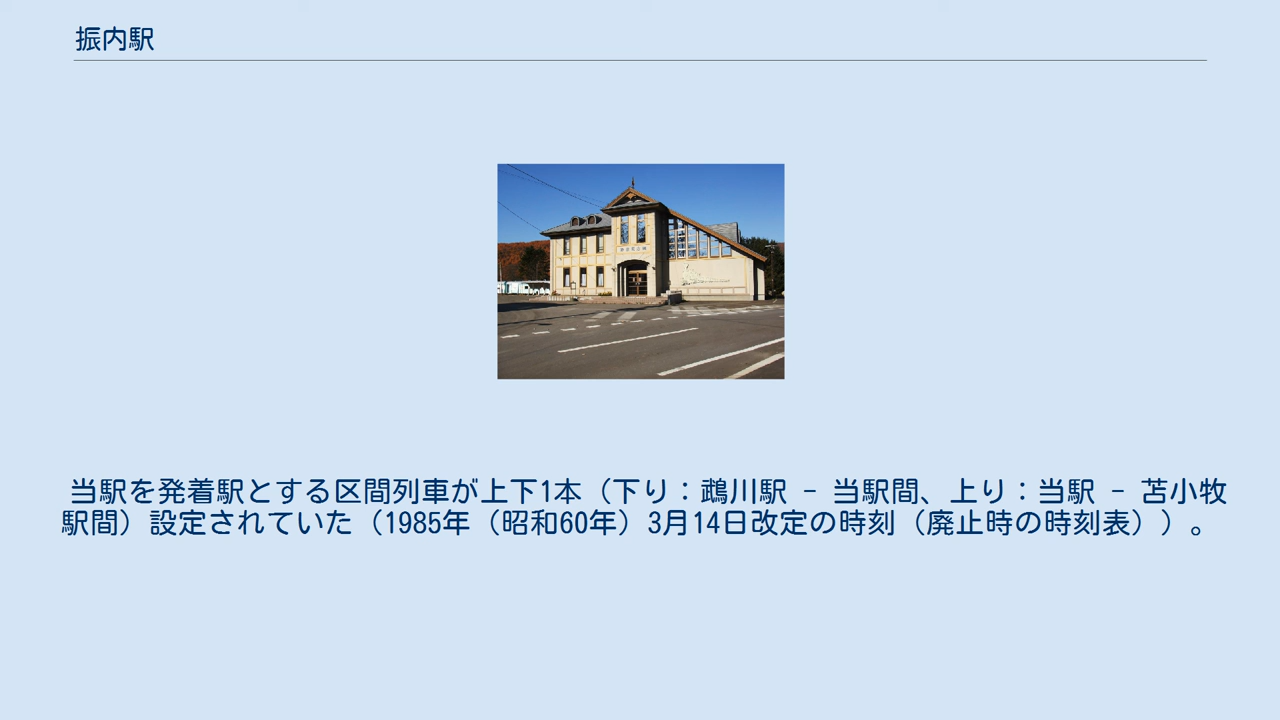 振内駅
当駅を発着駅とする区間列車が上下1本（下り：鵡川駅 - 当駅間、上り：当駅 - 苫小牧
駅間）設定されていた（1985年（昭和60年）3月14日改定の時刻（廃止時の時刻表））。